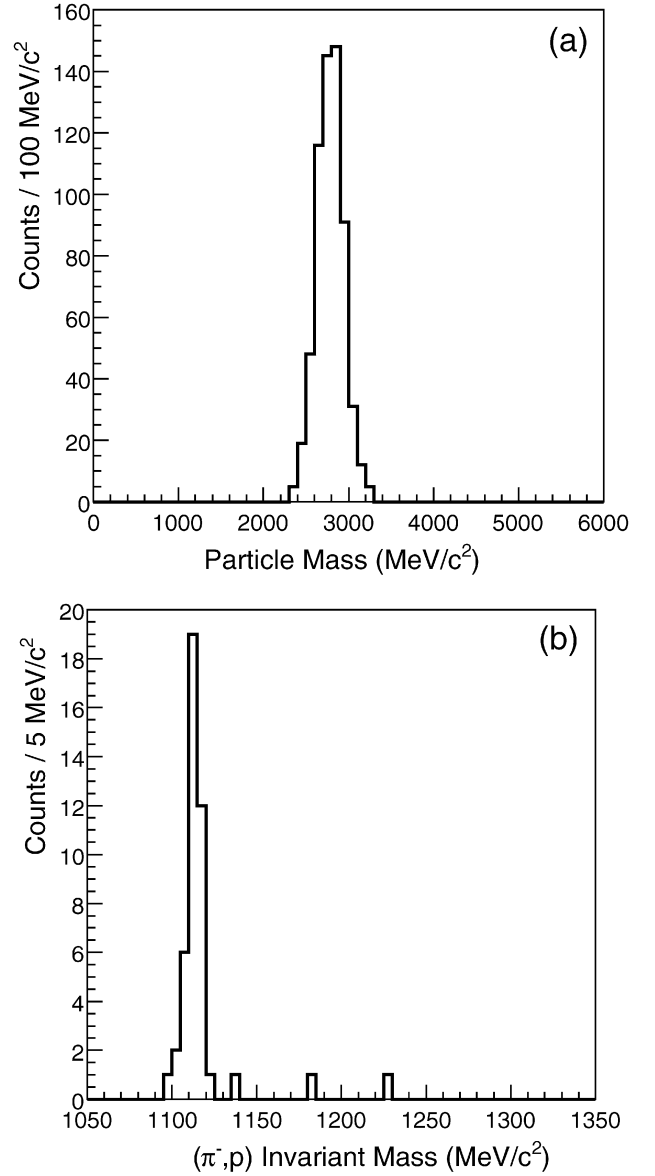 (a)
Counts / 100 MeV/c²
160
140
120
100
80
60
40
20
0
0 1000 2000 3000 4000 5000 6000
Particle Mass (MeV/c²)
(b)
Counts / 5 MeV/c²
20
18
16
14
12
10
8
6
4
2
0
1050 1100 1150 1200 1250 1300 1350
(π⁻,p) Invariant Mass (MeV/c²)